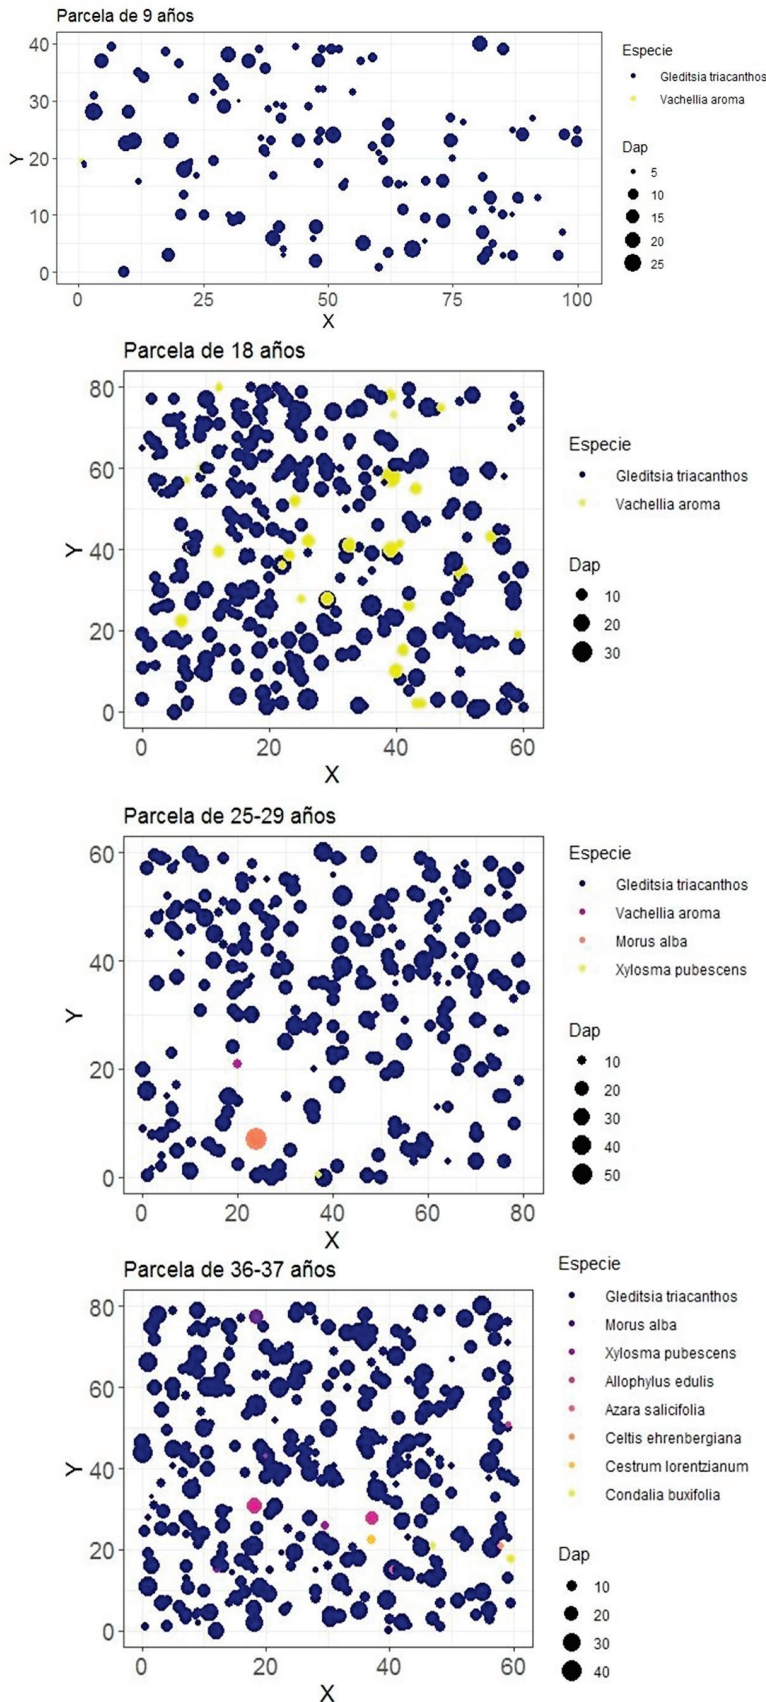 Parcela de 9 años
40
30
20
10
0
Y
0 25 50 75 100
X
Especie
Gleditsia triacanthos
Vachellia aroma
Dap
5
10
15
20
25
Parcela de 18 años
80
60
40
20
0
Y
0 20 40 60
X
Especie
Gleditsia triacanthos
Vachellia aroma
Dap
10
20
30
Parcela de 25-29 años
60
40
20
0
Y
0 20 40 60 80
X
Especie
Gleditsia triacanthos
Vachellia aroma
Morus alba
Xylosma pubescens
Dap
10
20
30
40
50
Parcela de 36-37 años
80
60
40
20
0
Y
0 20 40 60
X
Especie
Gleditsia triacanthos
Morus alba
Xylosma pubescens
Allophylus edulis
Azara salicifolia
Celtis ehrenbergiana
Cestrum lorentzianum
Condalia buxifolia
Dap
10
20
30
40